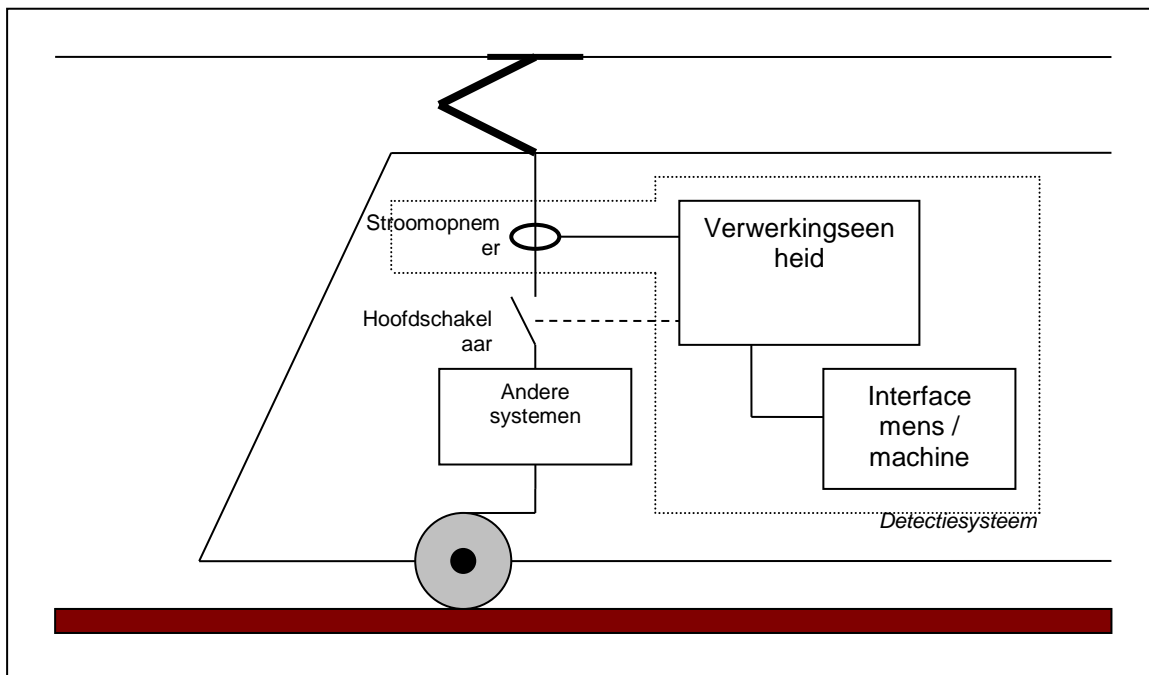 Stroomopnem
er
Verwerkingseen
heid
Hoofdschakel
aar
Andere
systemen
Interface
mens /
machine
Detectiesysteem